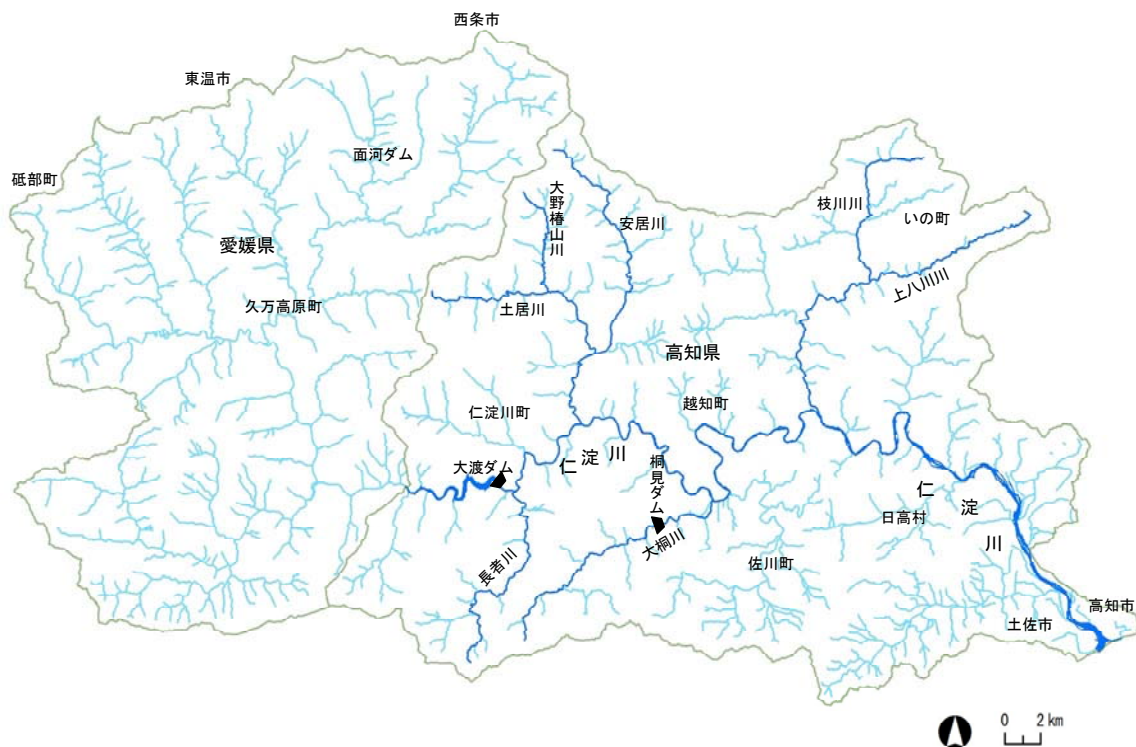 西条市
東温市
面河ダム
砥部町
大野椿山川
安居川
枝川川
いの町
愛媛県
上八川川
久万高原町
土居川
高知県
仁淀川町
越知町
仁淀川
大渡ダム
桐見ダム
仁淀川
日高村
大桐川
長者川
佐川町
高知市
土佐市
0 2km